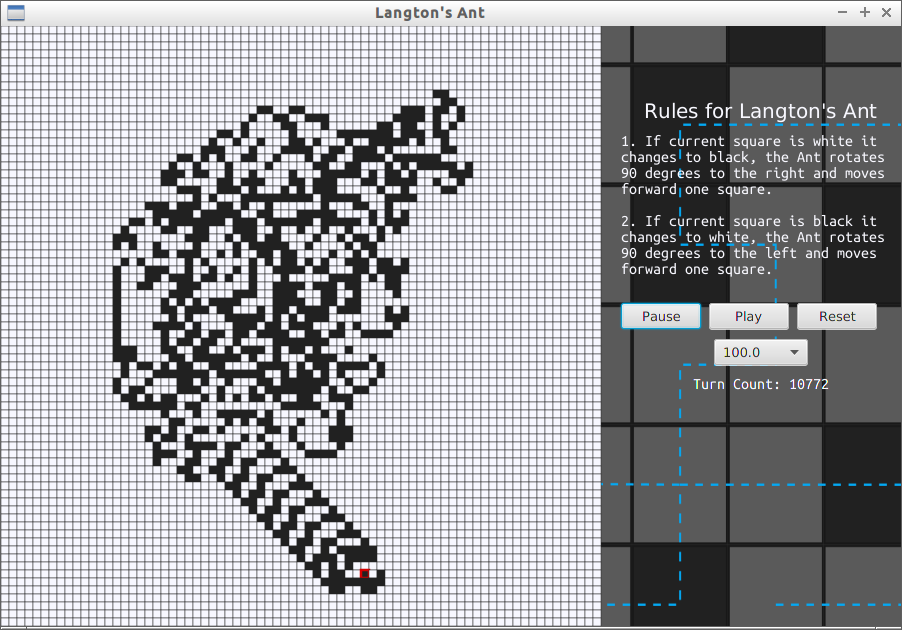 Langton's Ant
Rules for Langton's Ant
1. If current square is white it
changes to black, the Ant rotates
90 degrees to the right and moves
forward one square.
2. If current square is black it
changes to white, the Ant rotates
90 degrees to the left and moves
forward one square.
Pause Play Reset
100.0
Turn Count: 10772